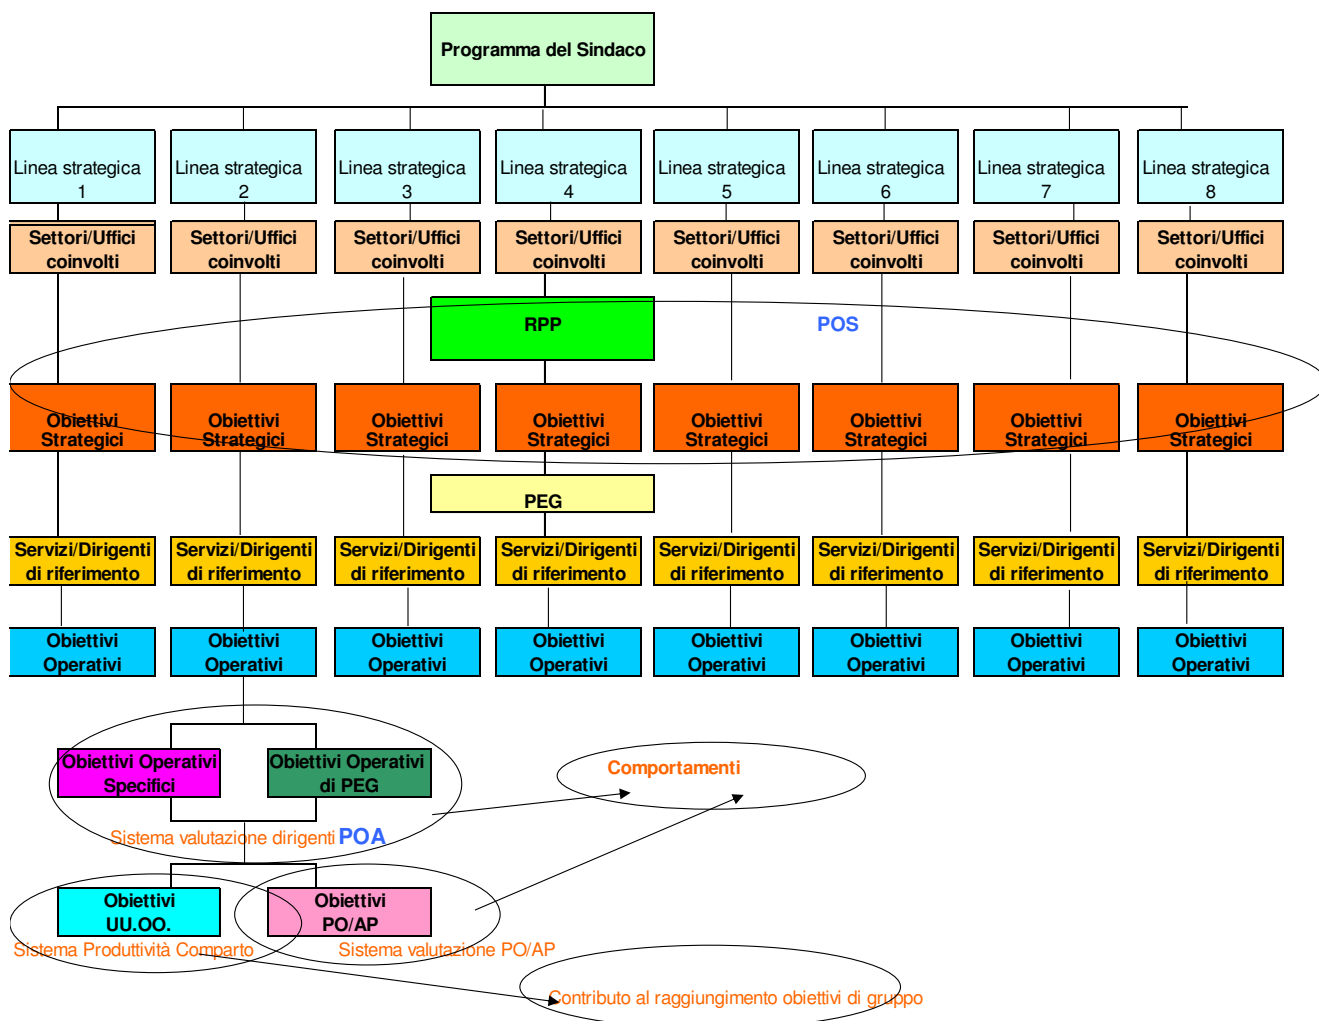 Programma del Sindaco
Linea strategica 1
Linea strategica 2
Linea strategica 3
Linea strategica 4
Linea strategica 5
Linea strategica 6
Linea strategica 7
Linea strategica 8
Settori/Uffici coinvolti
Settori/Uffici coinvolti
Settori/Uffici coinvolti
Settori/Uffici coinvolti
Settori/Uffici coinvolti
Settori/Uffici coinvolti
Settori/Uffici coinvolti
Settori/Uffici coinvolti
RPP
POS
Obiettivi Strategici
Obiettivi Strategici
Obiettivi Strategici
Obiettivi Strategici
Obiettivi Strategici
Obiettivi Strategici
Obiettivi Strategici
Obiettivi Strategici
PEG
Servizi/Dirigenti di riferimento
Servizi/Dirigenti di riferimento
Servizi/Dirigenti di riferimento
Servizi/Dirigenti di riferimento
Servizi/Dirigenti di riferimento
Servizi/Dirigenti di riferimento
Servizi/Dirigenti di riferimento
Servizi/Dirigenti di riferimento
Obiettivi Operativi
Obiettivi Operativi
Obiettivi Operativi
Obiettivi Operativi
Obiettivi Operativi
Obiettivi Operativi
Obiettivi Operativi
Obiettivi Operativi
Obiettivi Operativi Specifici
Obiettivi Operativi di PEG
Comportamenti
Sistema valutazione dirigenti POA
Obiettivi UU.OO.
Obiettivi PO/AP
Sistema Produttività Comparto
Sistema valutazione PO/AP
Contributo al raggiungimento obiettivi di gruppo